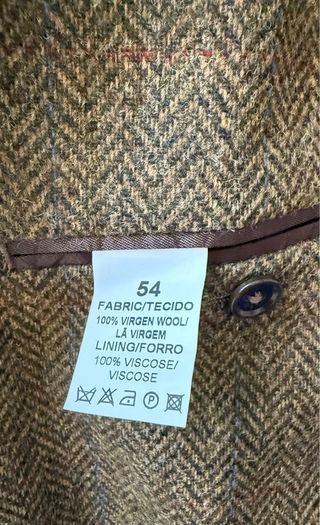 54
FABRIC/TECIDO
100% VIRGEN WOOL/
LÃ VIRGEM
LINING/FORRO
100% VISCOSE/
VISCOSE
P